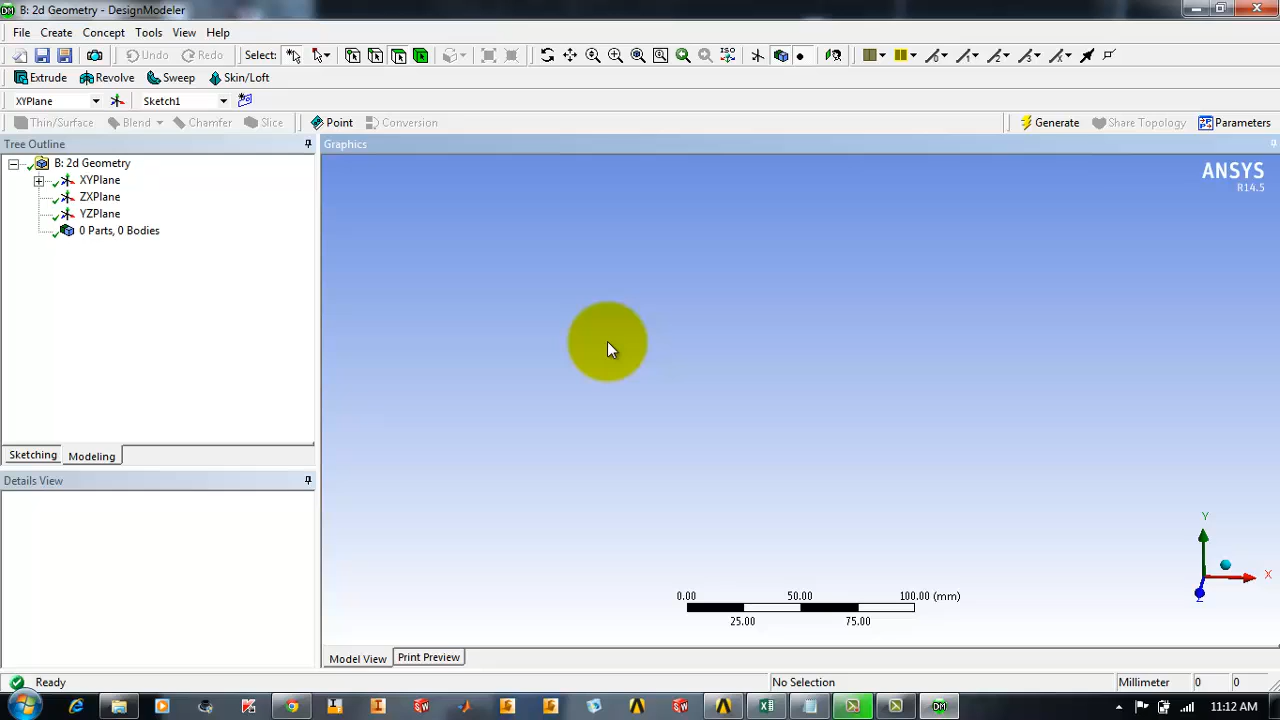 B: 2d Geometry - DesignModeler
File Create Concept Tools View Help
Undo Redo Select:
Extrude Revolve Sweep Skin/Loft
XYPlane Sketch1
Thin/Surface Blend Chamfer Slice Point Conversion Generate Share Topology Parameters
Tree Outline
Graphics
B: 2d Geometry
XYPlane
ZXPlane
YZPlane
0 Parts, 0 Bodies
ANSYS
R14.5
Sketching Modeling
Details View
Y
X
Z
0.00 50.00 100.00 (mm)
25.00 75.00
Model View Print Preview
Ready No Selection Millimeter 0 0
11:12 AM